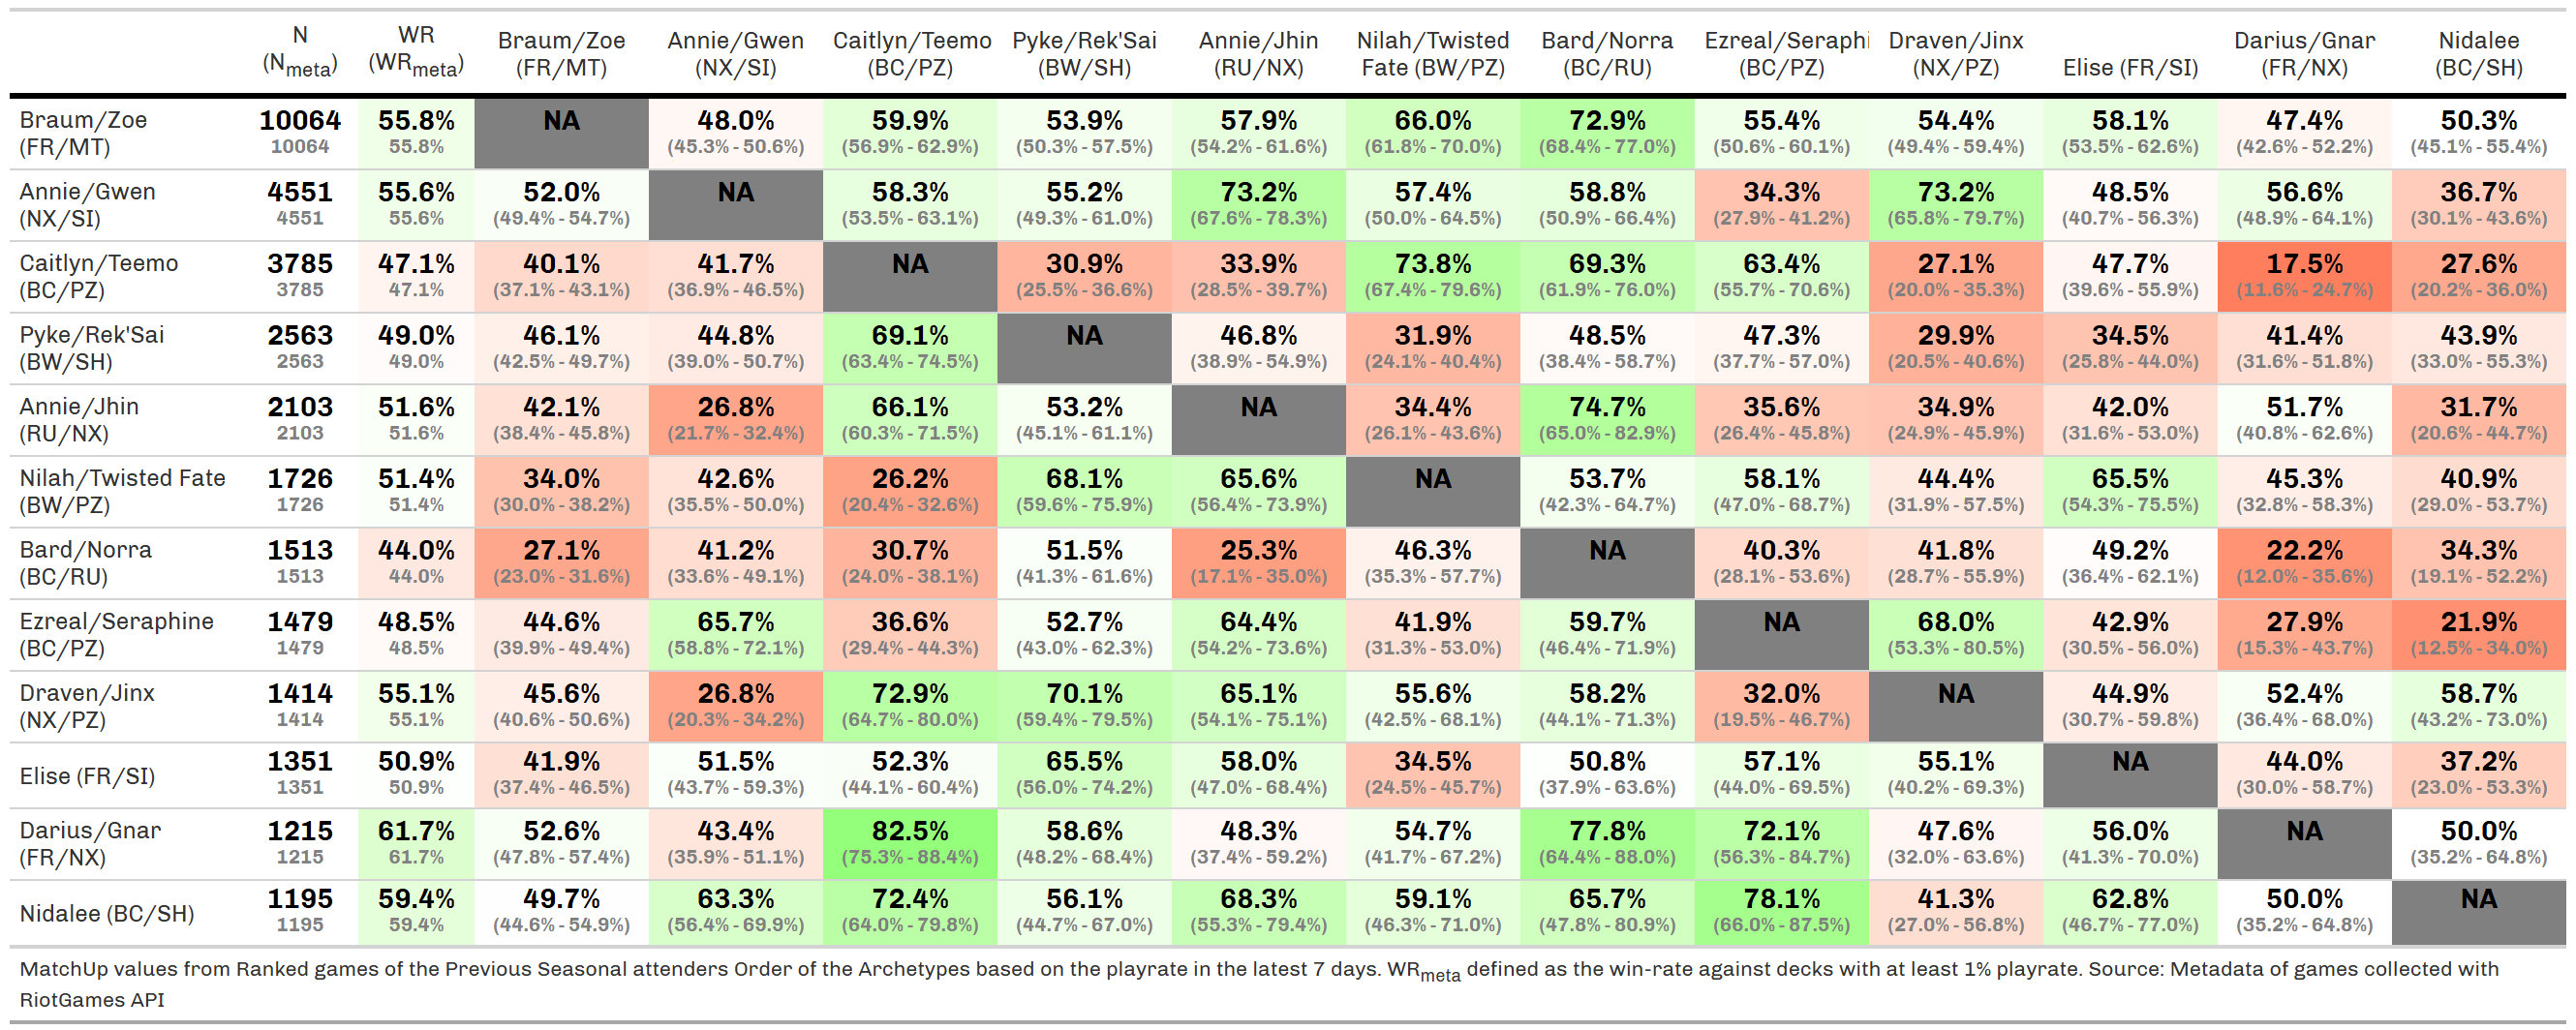 N WR Braum/Zoe Annie/Gwen Caitlyn/Teemo Pyke/Rek'Sai Annie/Jhin Nilah/Twisted Bard/Norra Ezreal/Seraphi Draven/Jinx Elise (FR/SI) Darius/Gnar Nidalee
(Nmeta) (WRmeta) (FR/MT) (NX/SI) (BC/PZ) (BW/SH) (RU/NX) Fate (BW/PZ) (BC/RU) (BC/PZ) (NX/PZ) (FR/NX) (BC/SH)
Braum/Zoe 10064 55.8% NA 48.0% 59.9% 53.9% 57.9% 66.0% 72.9% 55.4% 54.4% 58.1% 47.4% 50.3%
(FR/MT) 10064 55.8% (45.3% - 50.6%) (56.9% - 62.9%) (50.3% - 57.5%) (54.2% - 61.6%) (61.8% - 70.0%) (68.4% - 77.0%) (50.6% - 60.1%) (49.4% - 59.4%) (53.5% - 62.6%) (42.6% - 52.2%) (45.1% - 55.4%)
Annie/Gwen 4551 55.6% 52.0% NA 58.3% 55.2% 73.2% 57.4% 58.8% 34.3% 73.2% 48.5% 56.6% 36.7%
(NX/SI) 4551 55.6% (49.4% - 54.7%) (53.5% - 63.1%) (49.3% - 61.0%) (67.6% - 78.3%) (50.0% - 64.5%) (50.9% - 66.4%) (27.9% - 41.2%) (65.8% - 79.7%) (40.7% - 56.3%) (48.9% - 64.1%) (30.1% - 43.6%)
Caitlyn/Teemo 3785 47.1% 40.1% 41.7% NA 30.9% 33.9% 73.8% 69.3% 63.4% 27.1% 47.7% 17.5% 27.6%
(BC/PZ) 3785 47.1% (37.1% - 43.1%) (36.9% - 46.5%) (25.5% - 36.6%) (28.5% - 39.7%) (67.4% - 79.6%) (61.9% - 76.0%) (55.7% - 70.6%) (20.0% - 35.3%) (39.6% - 55.9%) (11.6% - 24.7%) (20.2% - 36.0%)
Pyke/Rek'Sai 2563 49.0% 46.1% 44.8% 69.1% NA 46.8% 31.9% 48.5% 47.3% 29.9% 34.5% 41.4% 43.9%
(BW/SH) 2563 49.0% (42.5% - 49.7%) (39.0% - 50.7%) (63.4% - 74.5%) (38.9% - 54.9%) (24.1% - 40.4%) (38.4% - 58.7%) (37.7% - 57.0%) (20.5% - 40.6%) (25.8% - 44.0%) (31.6% - 51.8%) (33.0% - 55.3%)
Annie/Jhin 2103 51.6% 42.1% 26.8% 66.1% 53.2% NA 34.4% 74.7% 35.6% 34.9% 42.0% 51.7% 31.7%
(RU/NX) 2103 51.6% (38.4% - 45.8%) (21.7% - 32.4%) (60.3% - 71.5%) (45.1% - 61.1%) (26.1% - 43.6%) (65.0% - 82.9%) (26.4% - 45.8%) (24.9% - 45.9%) (31.6% - 53.0%) (40.8% - 62.6%) (20.6% - 44.7%)
Nilah/Twisted Fate 1726 51.4% 34.0% 42.6% 26.2% 68.1% 65.6% NA 53.7% 58.1% 44.4% 65.5% 45.3% 40.9%
(BW/PZ) 1726 51.4% (30.0% - 38.2%) (35.5% - 50.0%) (20.4% - 32.6%) (59.6% - 75.9%) (56.4% - 73.9%) (42.3% - 64.7%) (47.0% - 68.7%) (31.9% - 57.5%) (54.3% - 75.5%) (32.8% - 58.3%) (29.0% - 53.7%)
Bard/Norra 1513 44.0% 27.1% 41.2% 30.7% 51.5% 25.3% 46.3% NA 40.3% 41.8% 49.2% 22.2% 34.3%
(BC/RU) 1513 44.0% (23.0% - 31.6%) (33.6% - 49.1%) (24.0% - 38.1%) (41.3% - 61.6%) (17.1% - 35.0%) (35.3% - 57.7%) (28.1% - 53.6%) (28.7% - 55.9%) (36.4% - 62.1%) (12.0% - 35.6%) (19.1% - 52.2%)
Ezreal/Seraphine 1479 48.5% 44.6% 65.7% 36.6% 52.7% 64.4% 41.9% 59.7% NA 68.0% 42.9% 27.9% 21.9%
(BC/PZ) 1479 48.5% (39.9% - 49.4%) (58.8% - 72.1%) (29.4% - 44.3%) (43.0% - 62.3%) (54.2% - 73.6%) (31.3% - 53.0%) (46.4% - 71.9%) (53.3% - 80.5%) (30.5% - 56.0%) (15.3% - 43.7%) (12.5% - 34.0%)
Draven/Jinx 1414 55.1% 45.6% 26.8% 72.9% 70.1% 65.1% 55.6% 58.2% 32.0% NA 44.9% 52.4% 58.7%
(NX/PZ) 1414 55.1% (40.6% - 50.6%) (20.3% - 34.2%) (64.7% - 80.0%) (59.4% - 79.5%) (54.1% - 75.1%) (42.5% - 68.1%) (44.1% - 71.3%) (19.5% - 46.7%) (30.7% - 59.8%) (36.4% - 68.0%) (43.2% - 73.0%)
Elise (FR/SI) 1351 50.9% 41.9% 51.5% 52.3% 65.5% 58.0% 34.5% 50.8% 57.1% 55.1% NA 44.0% 37.2%
1351 50.9% (37.4% - 46.5%) (43.7% - 59.3%) (44.1% - 60.4%) (56.0% - 74.2%) (47.0% - 68.4%) (24.5% - 45.7%) (37.9% - 63.6%) (44.0% - 69.5%) (40.2% - 69.3%) (30.0% - 58.7%) (23.0% - 53.3%)
Darius/Gnar 1215 61.7% 52.6% 43.4% 82.5% 58.6% 48.3% 54.7% 77.8% 72.1% 47.6% 56.0% NA 50.0%
(FR/NX) 1215 61.7% (47.8% - 57.4%) (35.9% - 51.1%) (75.3% - 88.4%) (48.2% - 68.4%) (37.4% - 59.2%) (41.7% - 67.2%) (64.4% - 88.0%) (56.3% - 84.7%) (32.0% - 63.6%) (41.3% - 70.0%) (35.2% - 64.8%)
Nidalee (BC/SH) 1195 59.4% 49.7% 63.3% 72.4% 56.1% 68.3% 59.1% 65.7% 78.1% 41.3% 62.8% 50.0% NA
1195 59.4% (44.6% - 54.9%) (56.4% - 69.9%) (64.0% - 79.8%) (44.7% - 67.0%) (55.3% - 79.4%) (46.3% - 71.0%) (47.8% - 80.9%) (66.0% - 87.5%) (27.0% - 56.8%) (46.7% - 77.0%) (35.2% - 64.8%)
MatchUp values from Ranked games of the Previous Seasonal attenders Order of the Archetypes based on the playrate in the latest 7 days. WRmeta defined as the win-rate against decks with at least 1% playrate. Source: Metadata of games collected with
RiotGames API